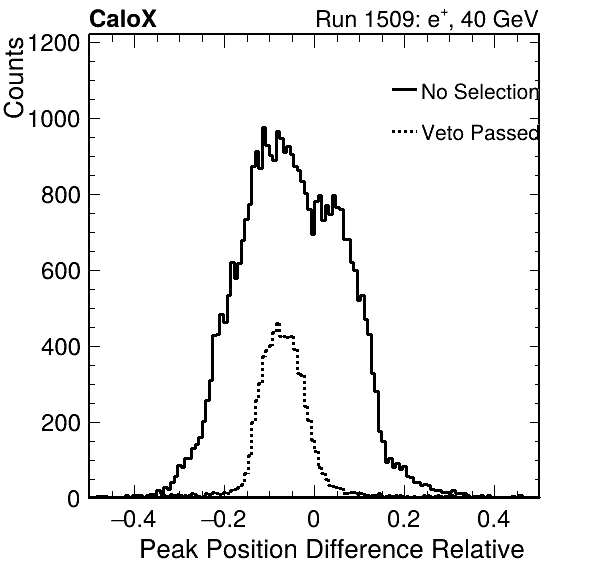 CaloX Run 1509: e⁺, 40 GeV
Counts
1200
1000
800
600
400
200
0
No Selection
Veto Passed
−0.4 −0.2 0 0.2 0.4
Peak Position Difference Relative